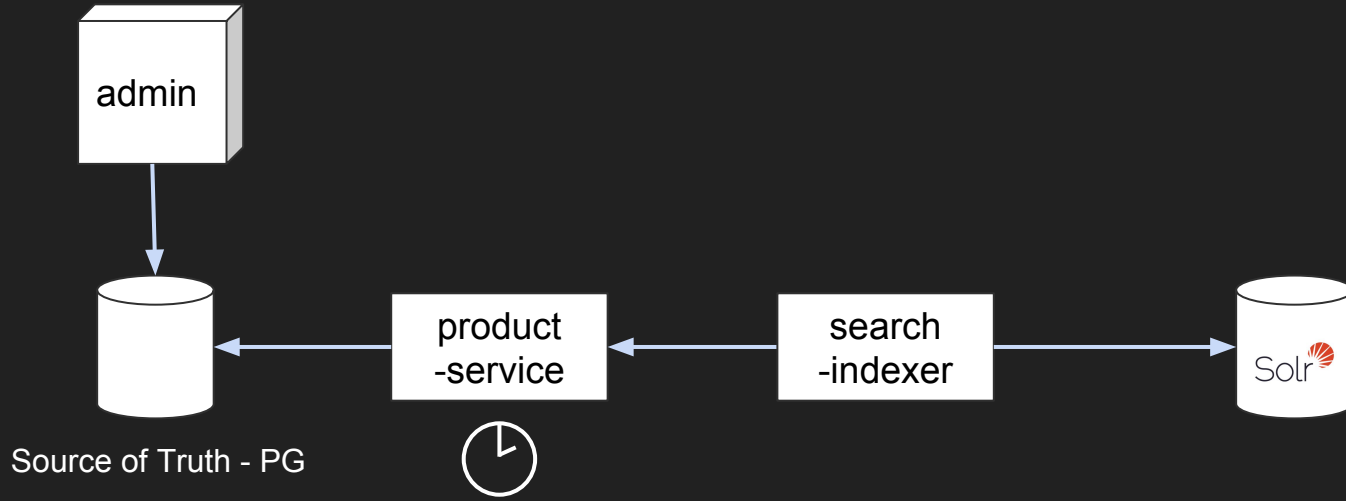 admin
product
-service
search
-indexer
Solr
Source of Truth - PG